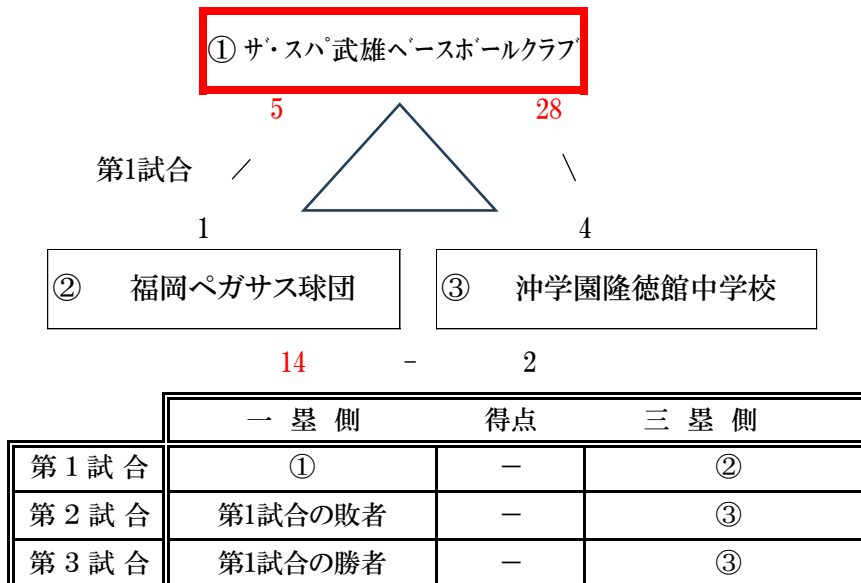 ① ザ・スパ武雄ベースボールクラブ
5 28
第1試合 / \
1 4
② 福岡ペガサス球団 ③ 沖学園隆徳館中学校
14 - 2
一 塁 側 得点 三 塁 側
第 1 試 合 ① － ②
第 2 試 合 第1試合の敗者 － ③
第 3 試 合 第1試合の勝者 － ③